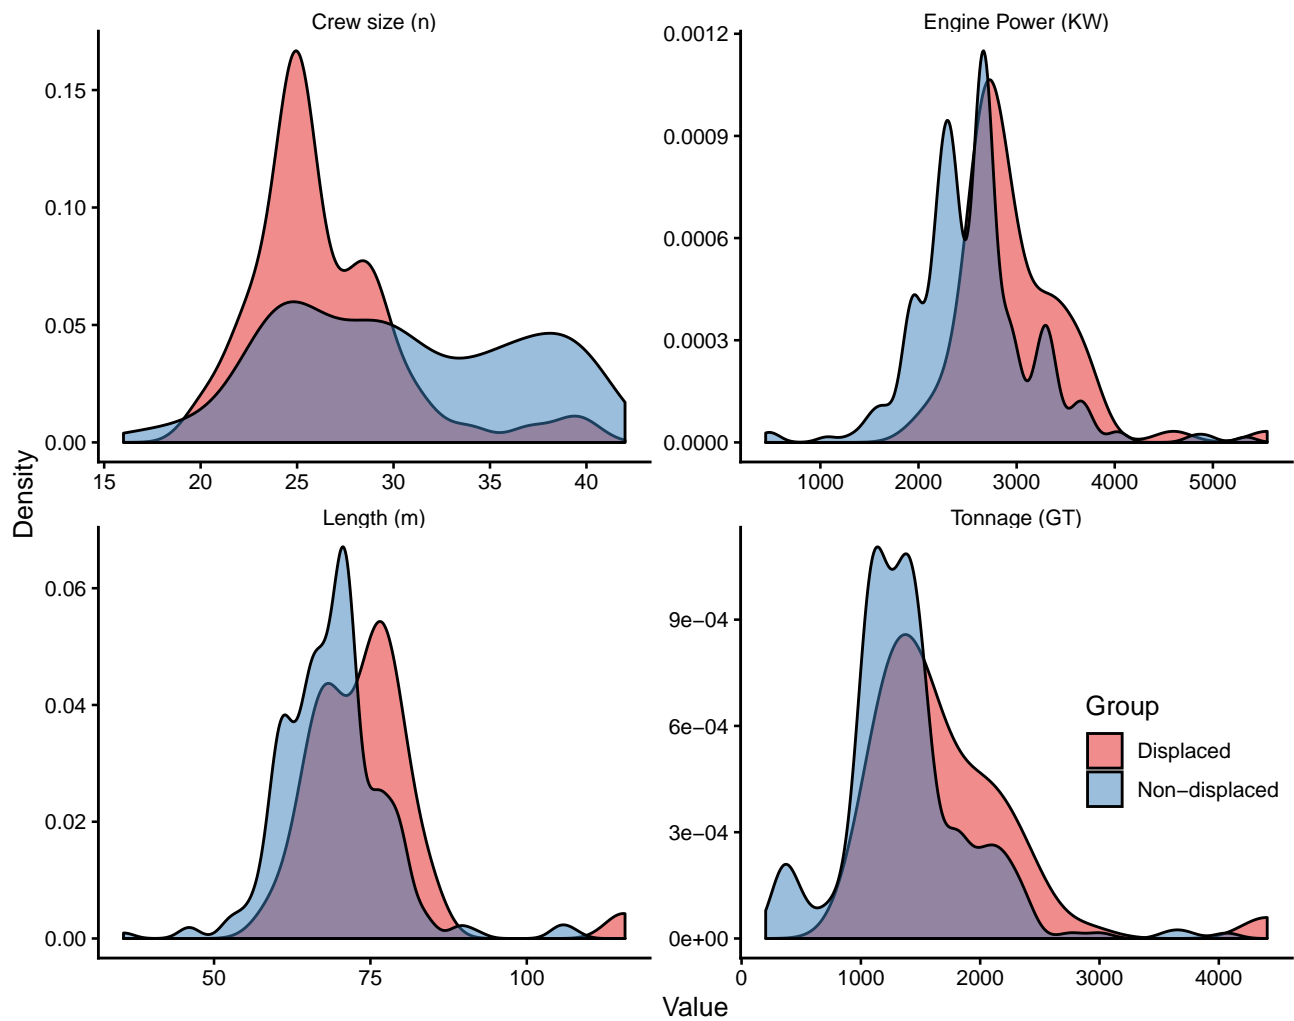 Crew size (n)
Engine Power (KW)
0.15
0.10
0.05
0.00
15 20 25 30 35 40
0.0012
0.0009
0.0006
0.0003
0.0000
1000 2000 3000 4000 5000
Density
Length (m)
Tonnage (GT)
0.06
0.04
0.02
0.00
50 75 100
9e−04
6e−04
3e−04
0e+00
0 1000 2000 3000 4000
Group
Displaced
Non−displaced
Value